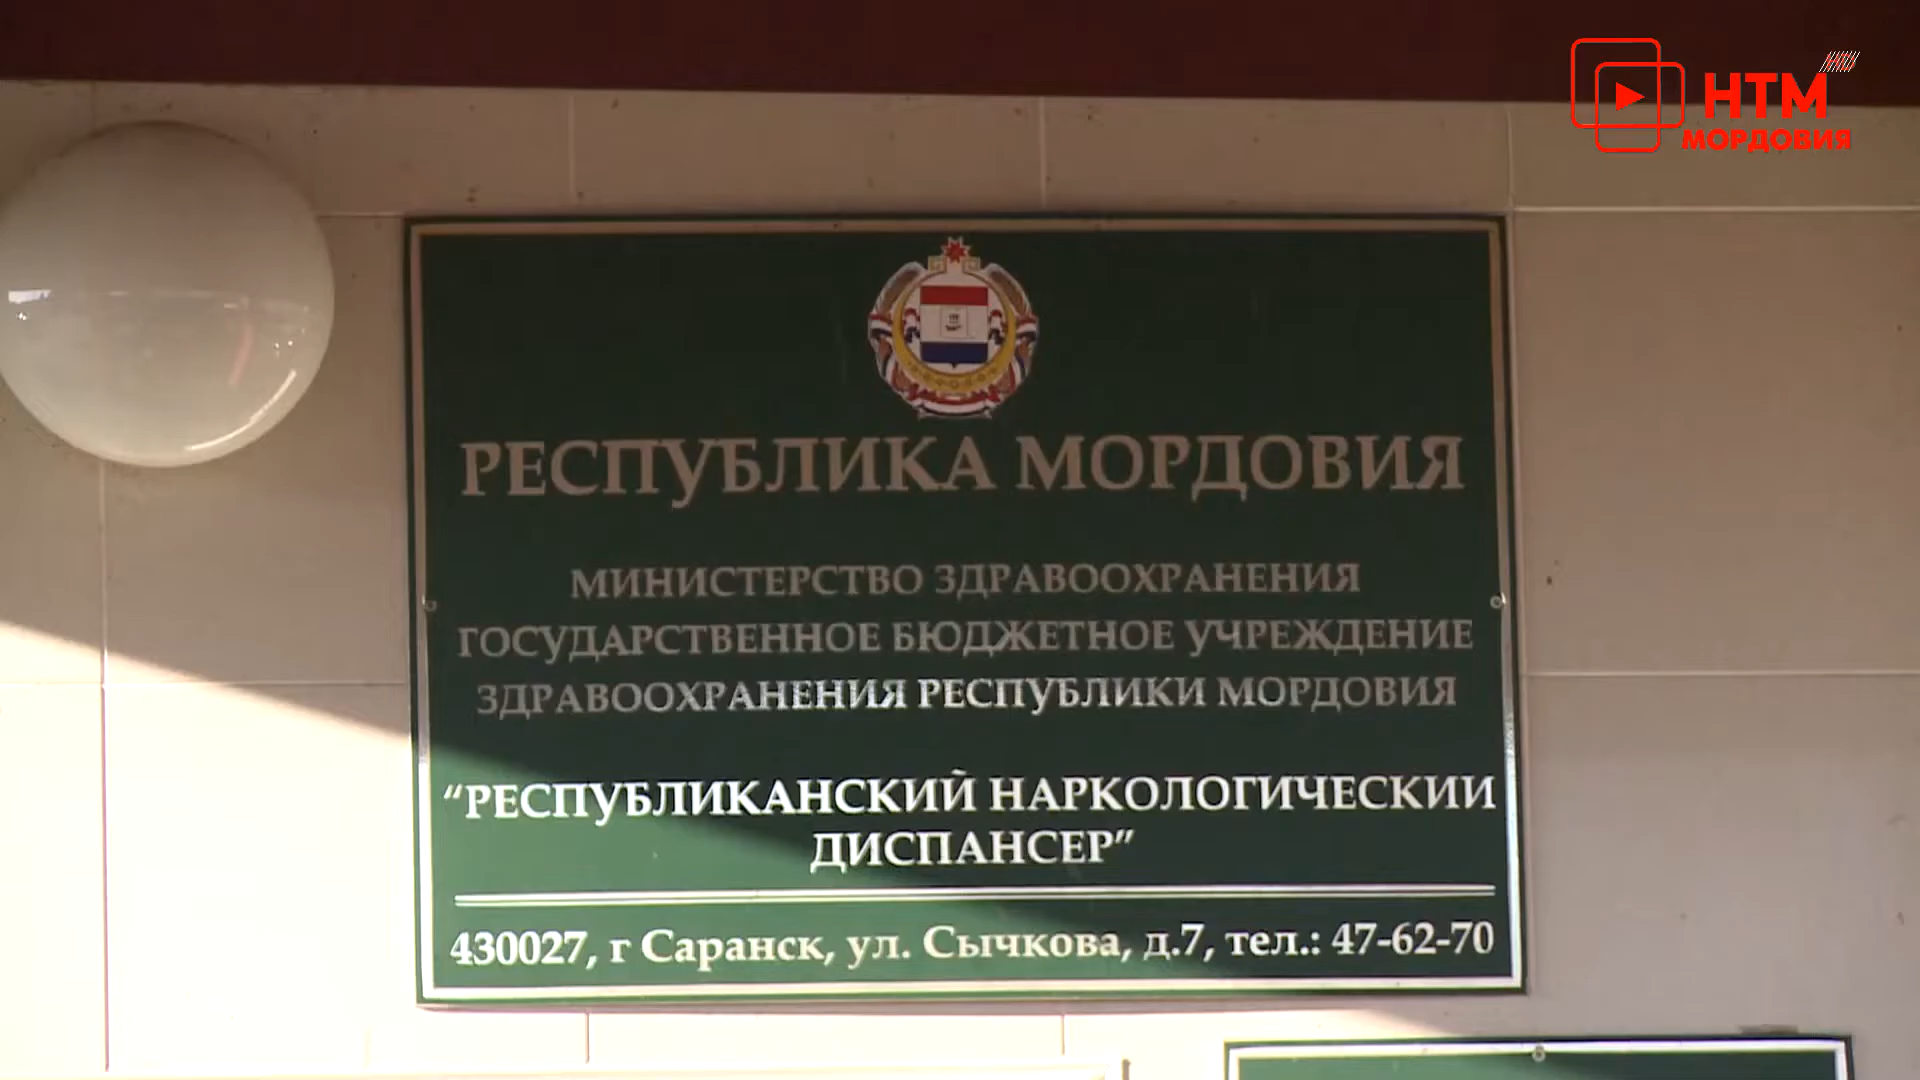 НТМ
МОРДОВИЯ
РЕСПУБЛИКА МОРДОВИЯ
МИНИСТЕРСТВО ЗДРАВООХРАНЕНИЯ
ГОСУДАРСТВЕННОЕ БЮДЖЕТНОЕ УЧРЕЖДЕНИЕ
ЗДРАВООХРАНЕНИЯ РЕСПУБЛИКИ МОРДОВИЯ
“РЕСПУБЛИКАНСКИЙ НАРКОЛОГИЧЕСКИИ
ДИСПАНСЕР”
430027, г Саранск, ул. Сычкова, д.7, тел.: 47-62-70